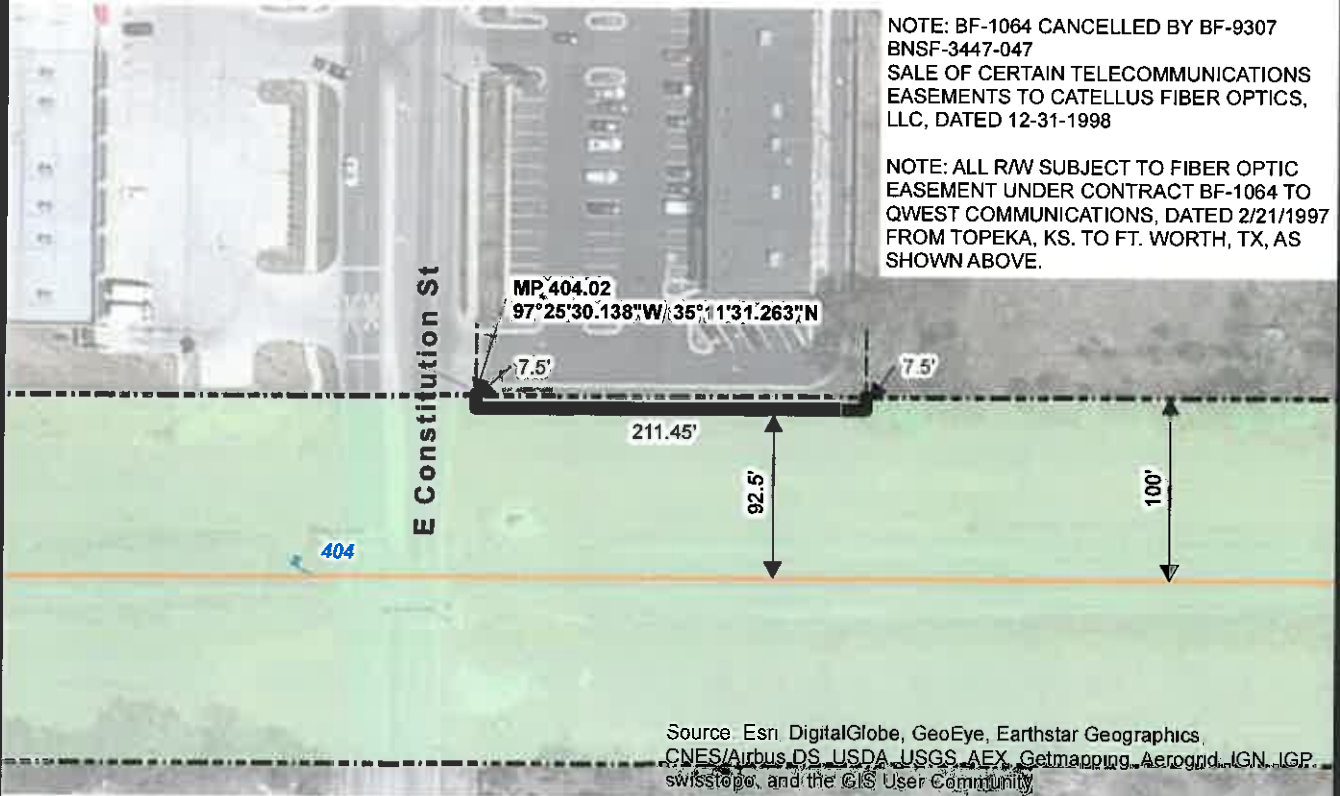 NOTE: BF-1064 CANCELLED BY BF-9307
BNSF-3447-047
SALE OF CERTAIN TELECOMMUNICATIONS
EASEMENTS TO CATELLUS FIBER OPTICS,
LLC, DATED 12-31-1998
NOTE: ALL R/W SUBJECT TO FIBER OPTIC
EASEMENT UNDER CONTRACT BF-1064 TO
QWEST COMMUNICATIONS, DATED 2/21/1997
FROM TOPEKA, KS. TO FT. WORTH, TX, AS
SHOWN ABOVE.
MP 404.02
97°25'30.138"W 35°11'31.263"N
7.5'
7.5'
211.45'
E Constitution St
92.5'
100'
404
Source: Esri, DigitalGlobe, GeoEye, Earthstar Geographics,
CNES/Airbus DS, USDA, USGS, AEX, Getmapping, Aerogrid, IGN, IGP,
swisstopo, and the GIS User Community